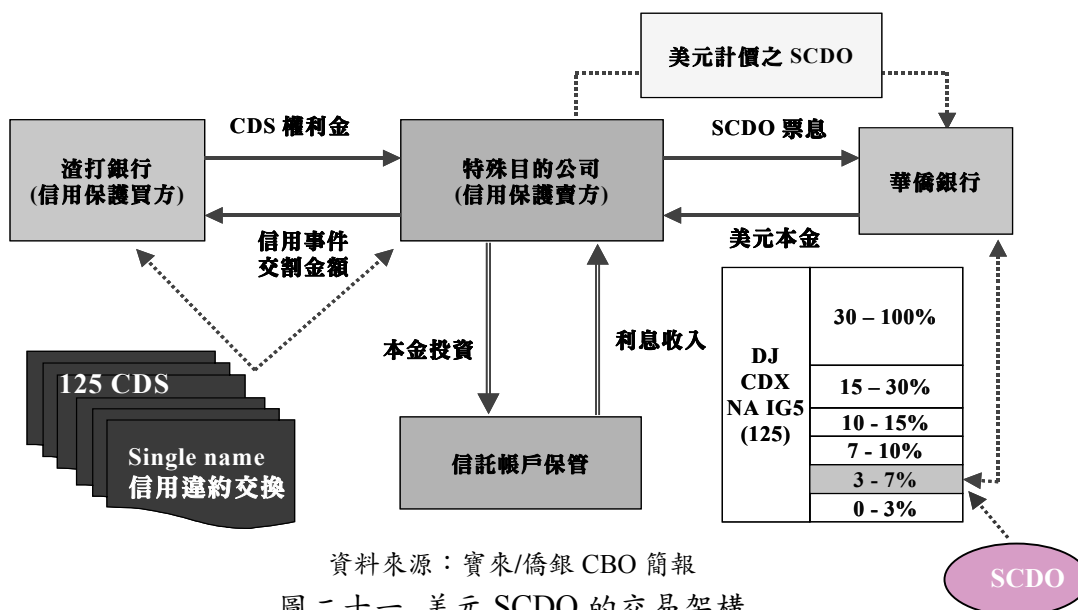 美元計價之 SCDO
CDS 權利金
SCDO 票息
渣打銀行
(信用保護買方)
特殊目的公司
(信用保護賣方)
華僑銀行
信用事件
交割金額
美元本金
本金投資
利息收入
125 CDS
Single name
信用違約交換
信託帳戶保管
DJ
CDX
NA IG5
(125)
30 – 100%
15 – 30%
10 - 15%
7 - 10%
3 - 7%
0 - 3%
SCDO
資料來源：寶來/僑銀 CBO 簡報
圖二十一 美元 SCDO 的交易架構